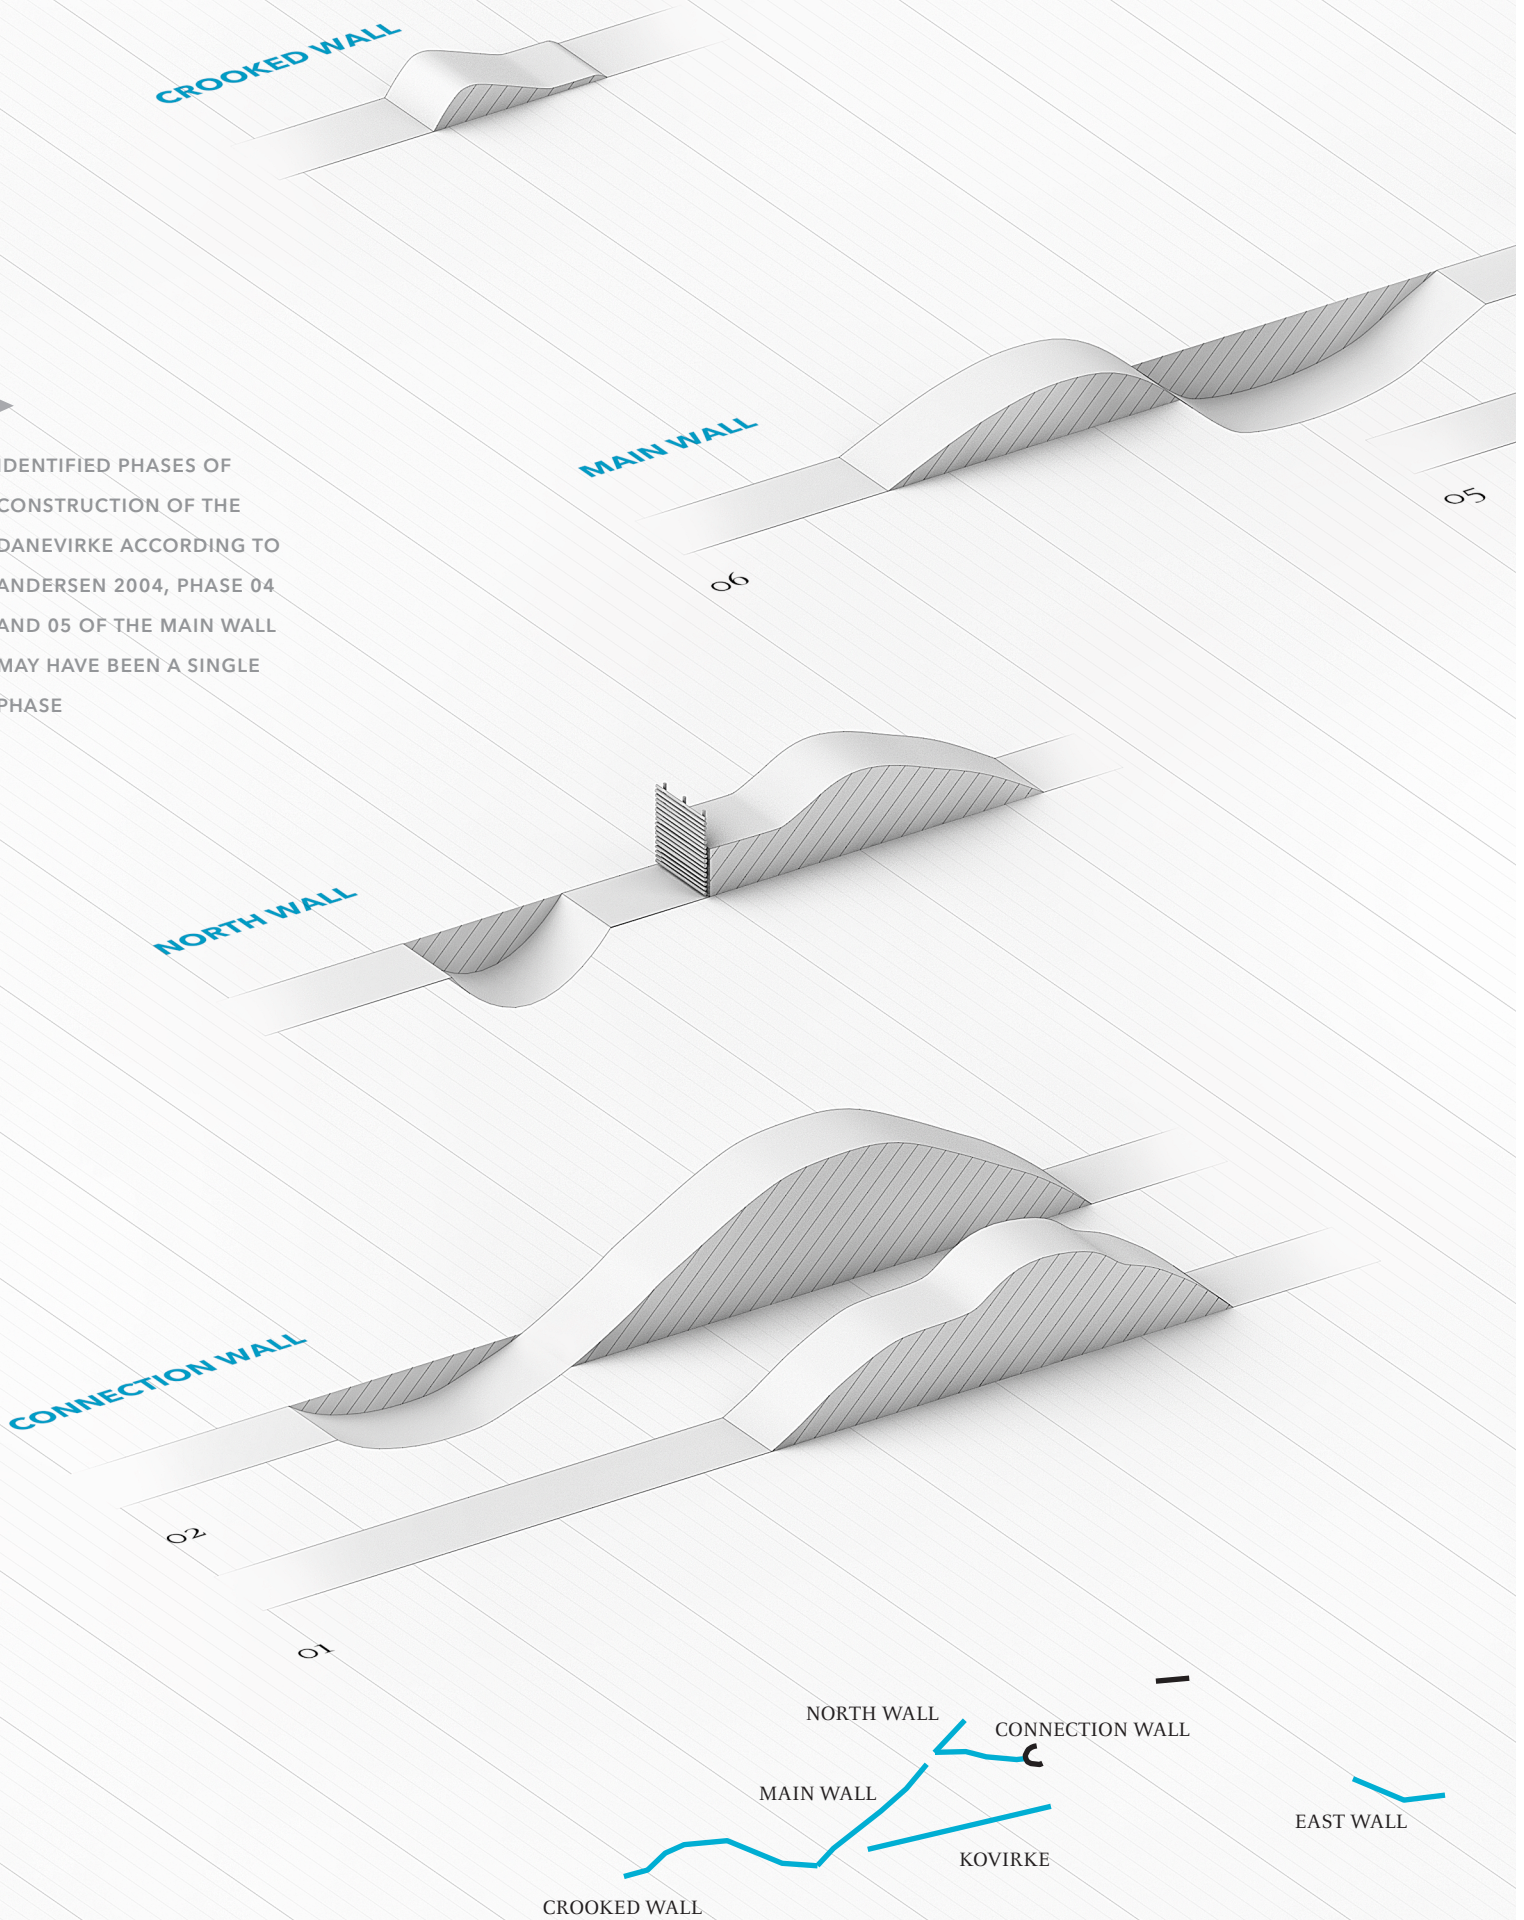 CROOKED WALL
MAIN WALL
05
06
IDENTIFIED PHASES OF
CONSTRUCTION OF THE
DANEVIRKE ACCORDING TO
ANDERSEN 2004, PHASE 04
AND 05 OF THE MAIN WALL
MAY HAVE BEEN A SINGLE
PHASE
NORTH WALL
CONNECTION WALL
02
01
NORTH WALL
CONNECTION WALL
MAIN WALL
EAST WALL
KOVIRKE
CROOKED WALL